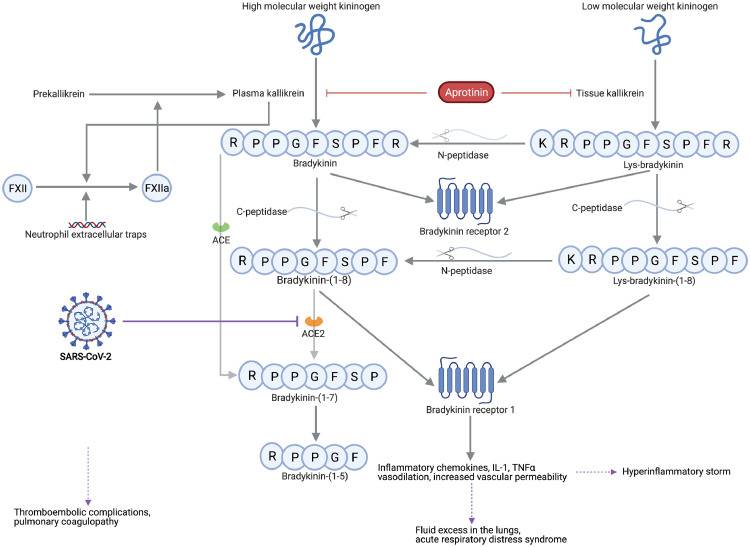 High molecular weight kininogen
Low molecular weight kininogen
Prekallikrein
Plasma kallikrein
Aprotinin
Tissue kallikrein
R P P G F S P F R
Bradykinin
N-peptidase
K R P P G F S P F R
Lys-bradykinin
FXII
FXIIa
Neutrophil extracellular traps
C-peptidase
Bradykinin receptor 2
C-peptidase
ACE
R P P G F S P F
Bradykinin-(1-8)
N-peptidase
K R P P G F S P F
Lys-bradykinin-(1-8)
SARS-CoV-2
ACE2
R P P G F S P
Bradykinin-(1-7)
Bradykinin receptor 1
R P P G F
Bradykinin-(1-5)
Inflammatory chemokines, IL-1, TNFα
vasodilation, increased vascular permeability
Hyperinflammatory storm
Thromboembolic complications,
pulmonary coagulopathy
Fluid excess in the lungs,
acute respiratory distress syndrome